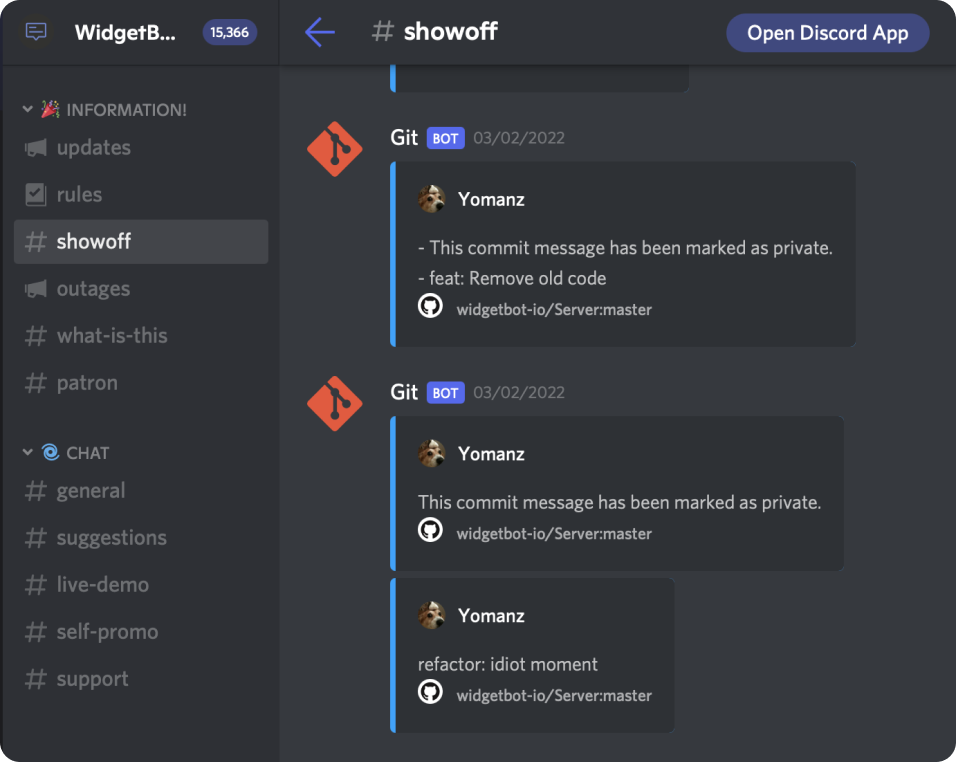 WidgetB... 15,366
INFORMATION!
updates
rules
# showoff
outages
# what-is-this
# patron
CHAT
# general
# suggestions
# live-demo
# self-promo
# support
# showoff
Open Discord App
Git BOT 03/02/2022
Yomanz
- This commit message has been marked as private.
- feat: Remove old code
widgetbot-io/Server:master
Git BOT 03/02/2022
Yomanz
This commit message has been marked as private.
widgetbot-io/Server:master
Yomanz
refactor: idiot moment
widgetbot-io/Server:master